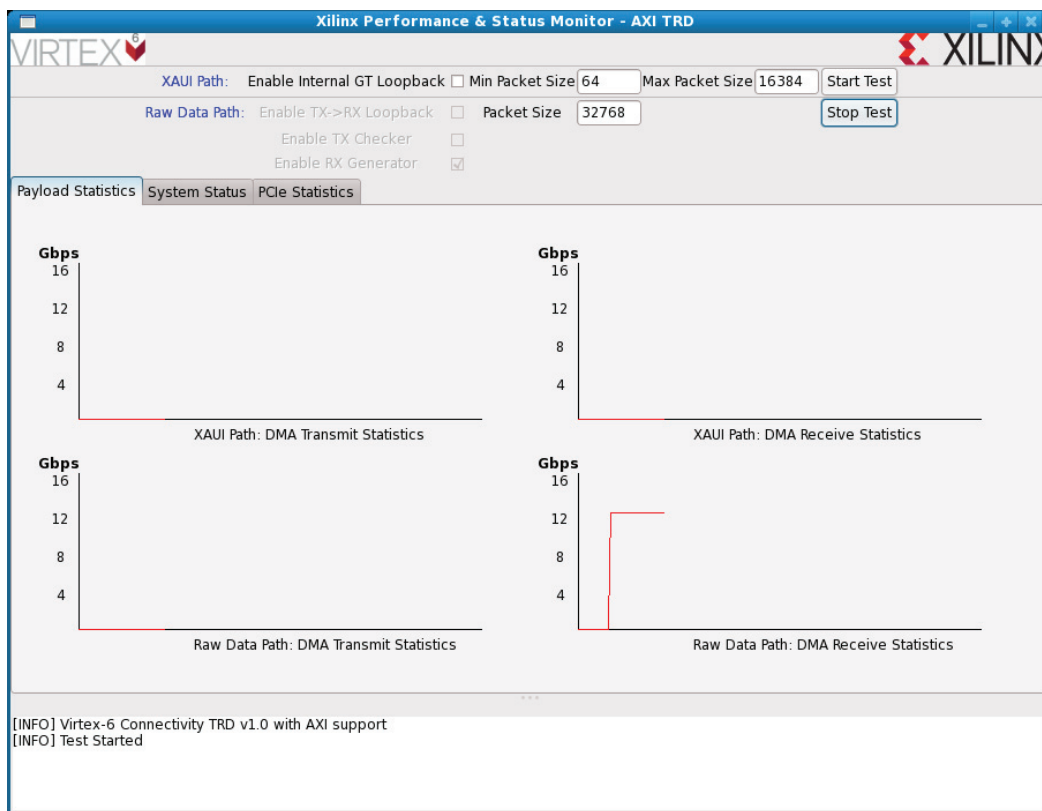 Xilinx Performance & Status Monitor - AXI TRD
VIRTEX 6
XILINX
XAUI Path: Enable Internal GT Loopback Min Packet Size 64 Max Packet Size 16384 Start Test
Raw Data Path: Enable TX->RX Loopback Packet Size 32768 Stop Test
Enable TX Checker
Enable RX Generator
Payload Statistics System Status PCIe Statistics
Gbps
16
12
8
4
XAUI Path: DMA Transmit Statistics
Gbps
16
12
8
4
XAUI Path: DMA Receive Statistics
Gbps
16
12
8
4
Raw Data Path: DMA Transmit Statistics
Gbps
16
12
8
4
Raw Data Path: DMA Receive Statistics
[INFO] Virtex-6 Connectivity TRD v1.0 with AXI support
[INFO] Test Started